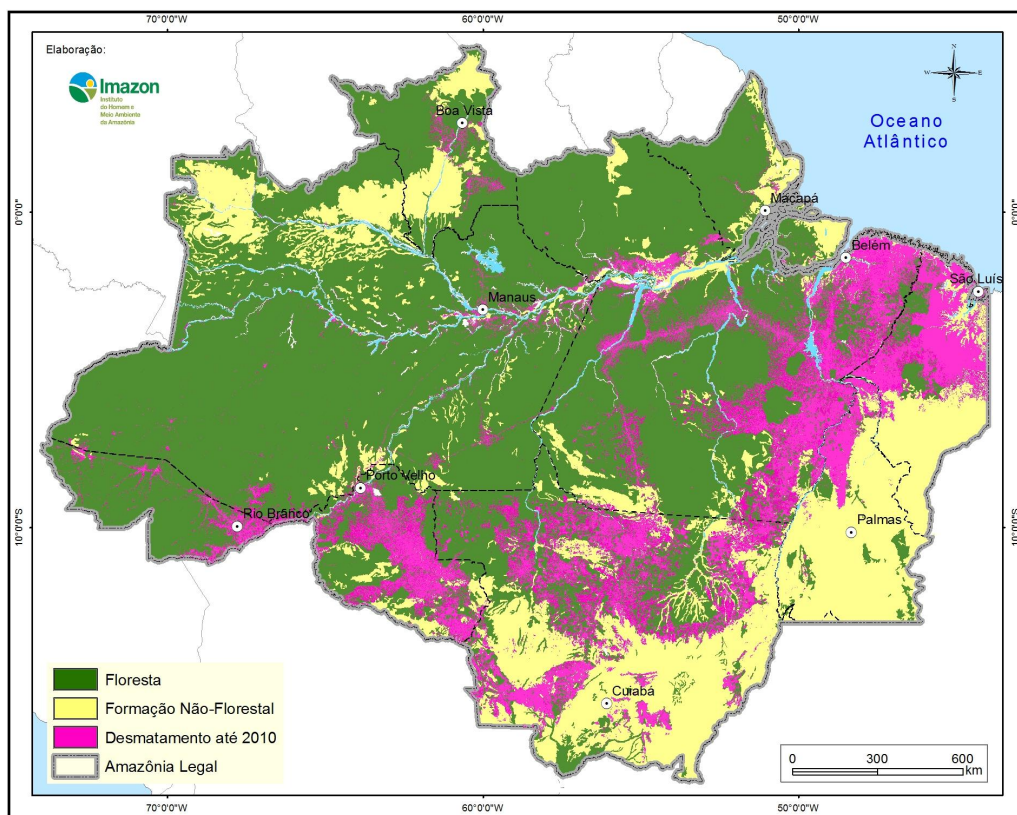 70°0'0"W
60°0'0"W
50°0'0"W
Elaboração:
Imazon
Instituto
do Homem e
Meio Ambiente
da Amazônia
N
W
E
S
Oceano
Atlântico
Boa Vista
Macapá
0°0'0"
0°0'0"
Belém
São Luís
Manaus
Porto Velho
Rio Branco
Palmas
10°0'0"S
10°0'0"S
Cuiabá
Floresta
Formação Não-Florestal
Desmatamento até 2010
Amazônia Legal
0 300 600
km
70°0'0"W
60°0'0"W
50°0'0"W